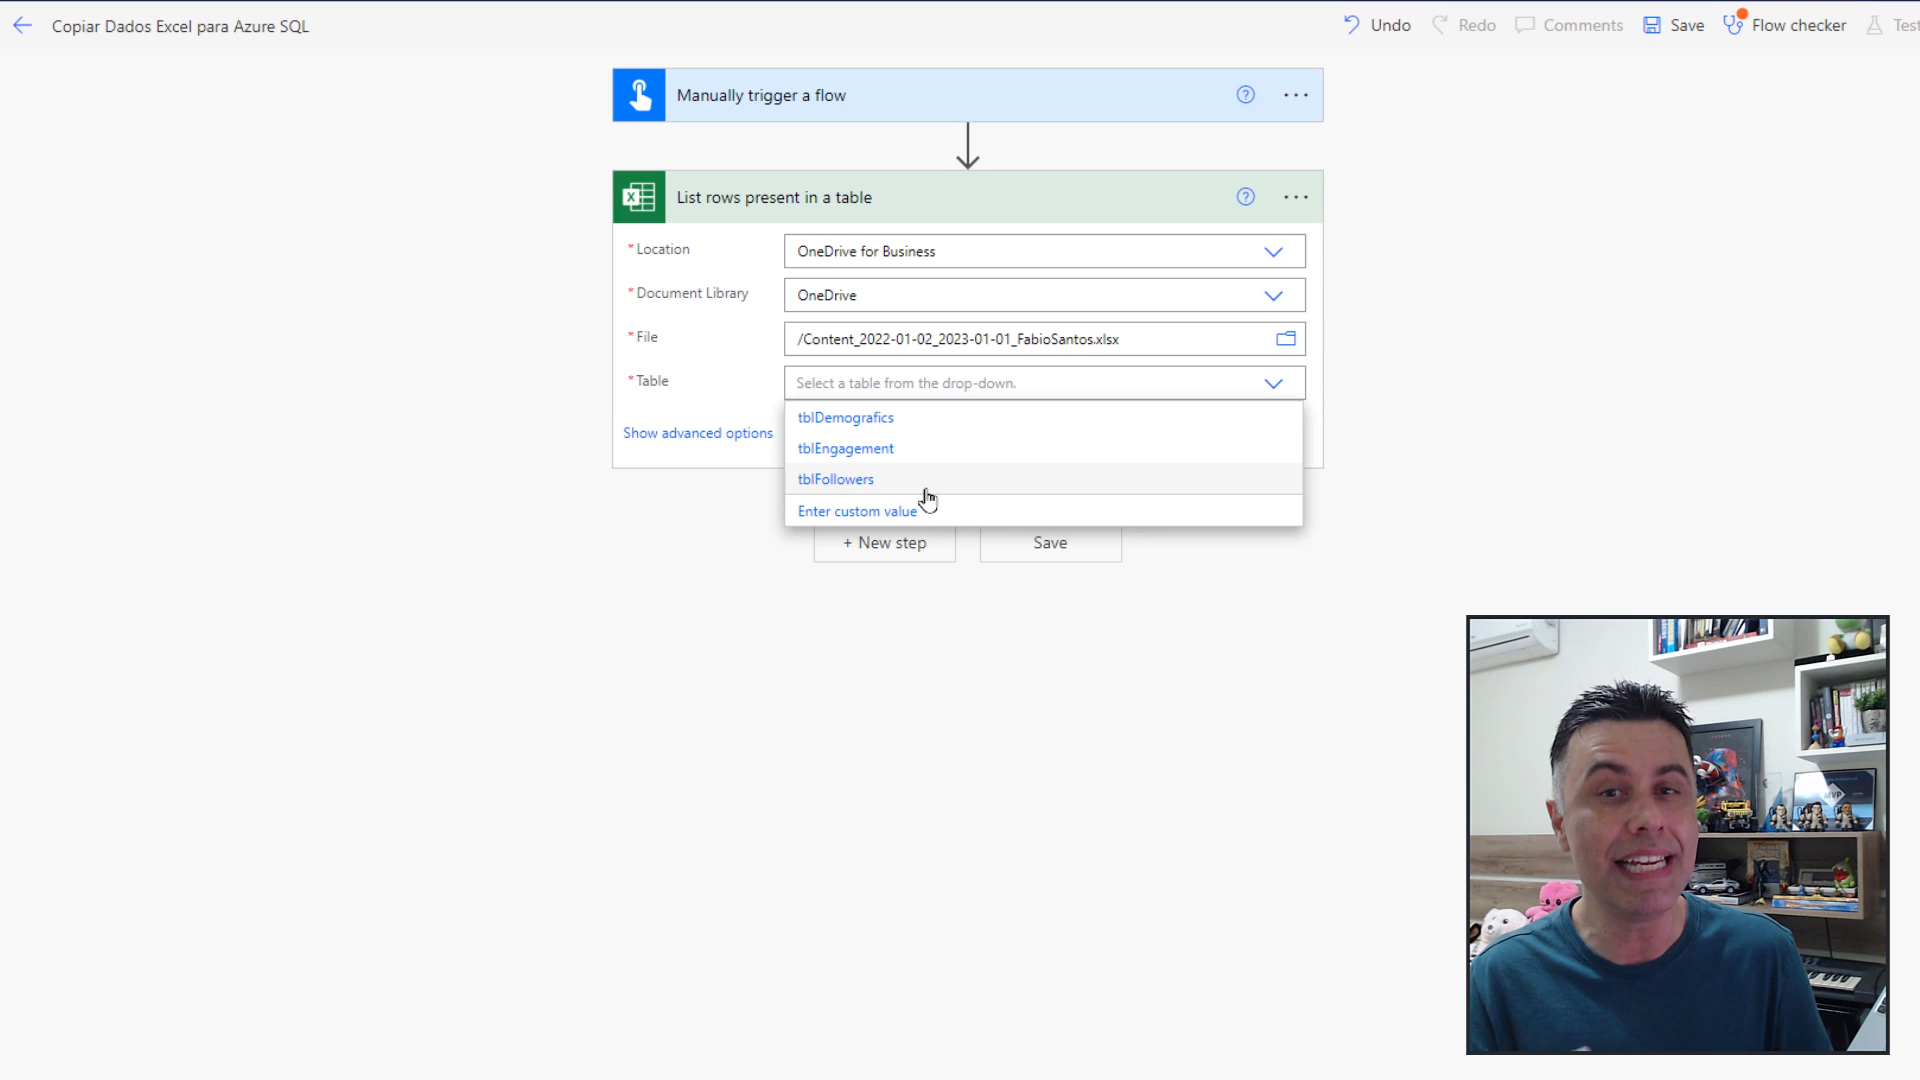 Copiar Dados Excel para Azure SQL
Undo
Redo
Comments
Save
Flow checker
Test
Manually trigger a flow
List rows present in a table
* Location
OneDrive for Business
* Document Library
OneDrive
* File
/Content_2022-01-02_2023-01-01_FabioSantos.xlsx
* Table
Select a table from the drop-down.
tblDemografics
Show advanced options
tblEngagement
tblFollowers
Enter custom value
+ New step
Save
MVP